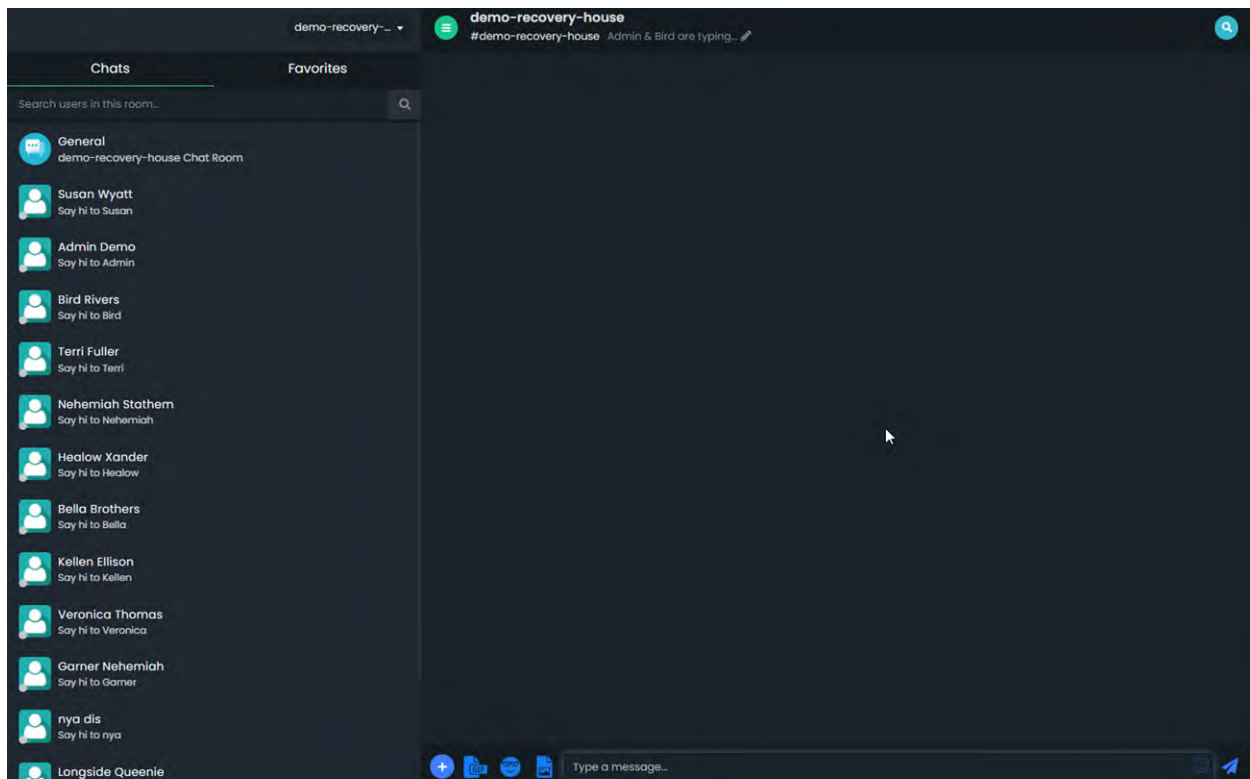 demo-recovery-...
demo-recovery-house
#demo-recovery-house Admin & Bird are typing...
Chats
Favorites
Search users in this room...
General
demo-recovery-house Chat Room
Susan Wyatt
Say hi to Susan
Admin Demo
Say hi to Admin
Bird Rivers
Say hi to Bird
Terri Fuller
Say hi to Terri
Nehemiah Stathem
Say hi to Nehemiah
Healow Xander
Say hi to Healow
Bella Brothers
Say hi to Bella
Kellen Ellison
Say hi to Kellen
Veronica Thomas
Say hi to Veronica
Garner Nehemiah
Say hi to Garner
nya dis
Say hi to nya
Longside Queenie
GIF
Type a message...